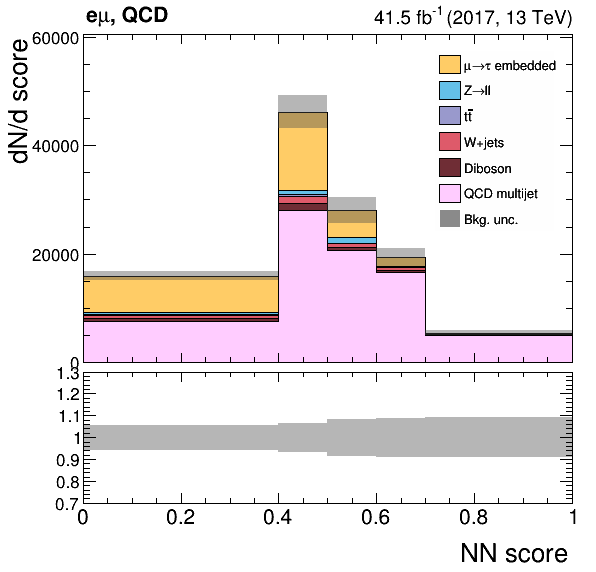 eμ, QCD
41.5 fb⁻¹ (2017, 13 TeV)
dN/d score
60000
40000
20000
0
μ→τ embedded
Z→ll
tt̅
W+jets
Diboson
QCD multijet
Bkg. unc.
1.3
1.2
1.1
1
0.9
0.8
0.7
0 0.2 0.4 0.6 0.8 1
NN score